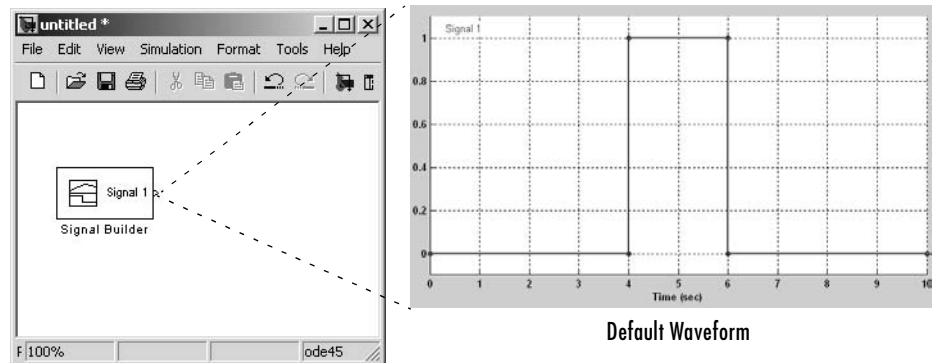 untitled *
File Edit View Simulation Format Tools Help
Signal 1
Signal Builder
F 100%
ode45
Signal 1
1
0.8
0.6
0.4
0.2
0
0 1 2 3 4 5 6 7 8 9 10
Time (sec)
Default Waveform